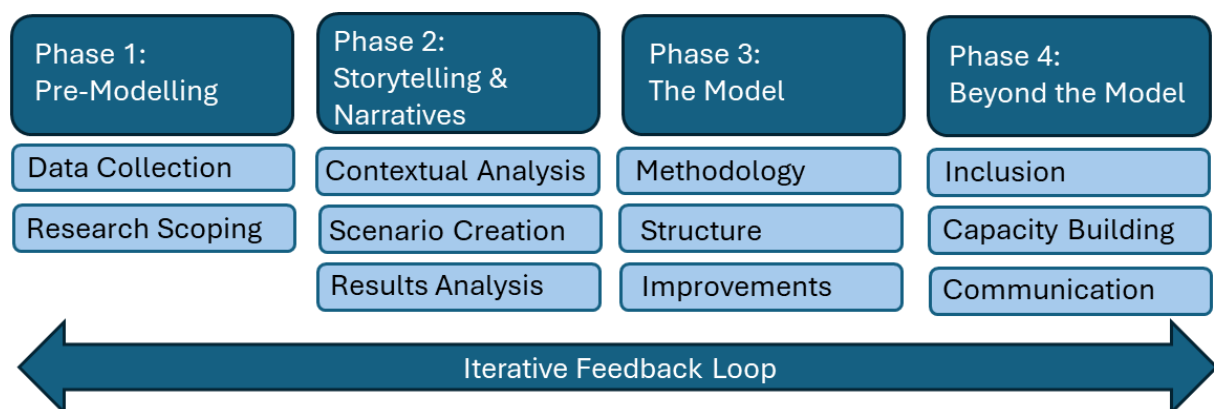 Phase 1:
Pre-Modelling
Data Collection
Research Scoping
Phase 2:
Storytelling &
Narratives
Contextual Analysis
Scenario Creation
Results Analysis
Phase 3:
The Model
Methodology
Structure
Improvements
Phase 4:
Beyond the Model
Inclusion
Capacity Building
Communication
Iterative Feedback Loop